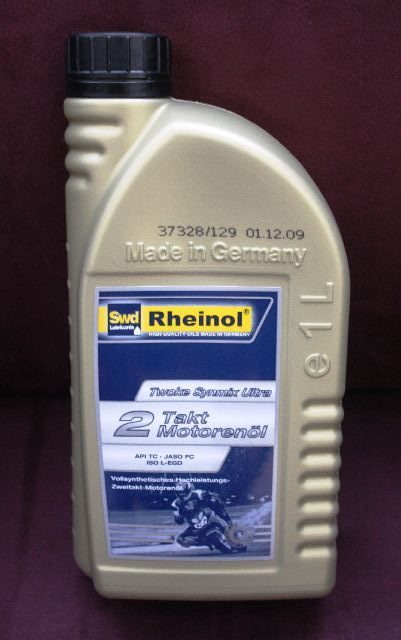 37328/129 01.12.09
Made in Germany
e1L
Swd
Lubricants
Rheinol®
HIGH QUALITY OILS MADE IN GERMANY
Twoke Synmix Ultra
2 Takt
Motorenöl
API TC - JASO FC
ISO L-EGD
Vollsynthetisches Hochleistungs-
Zweitakt-Motorenöl